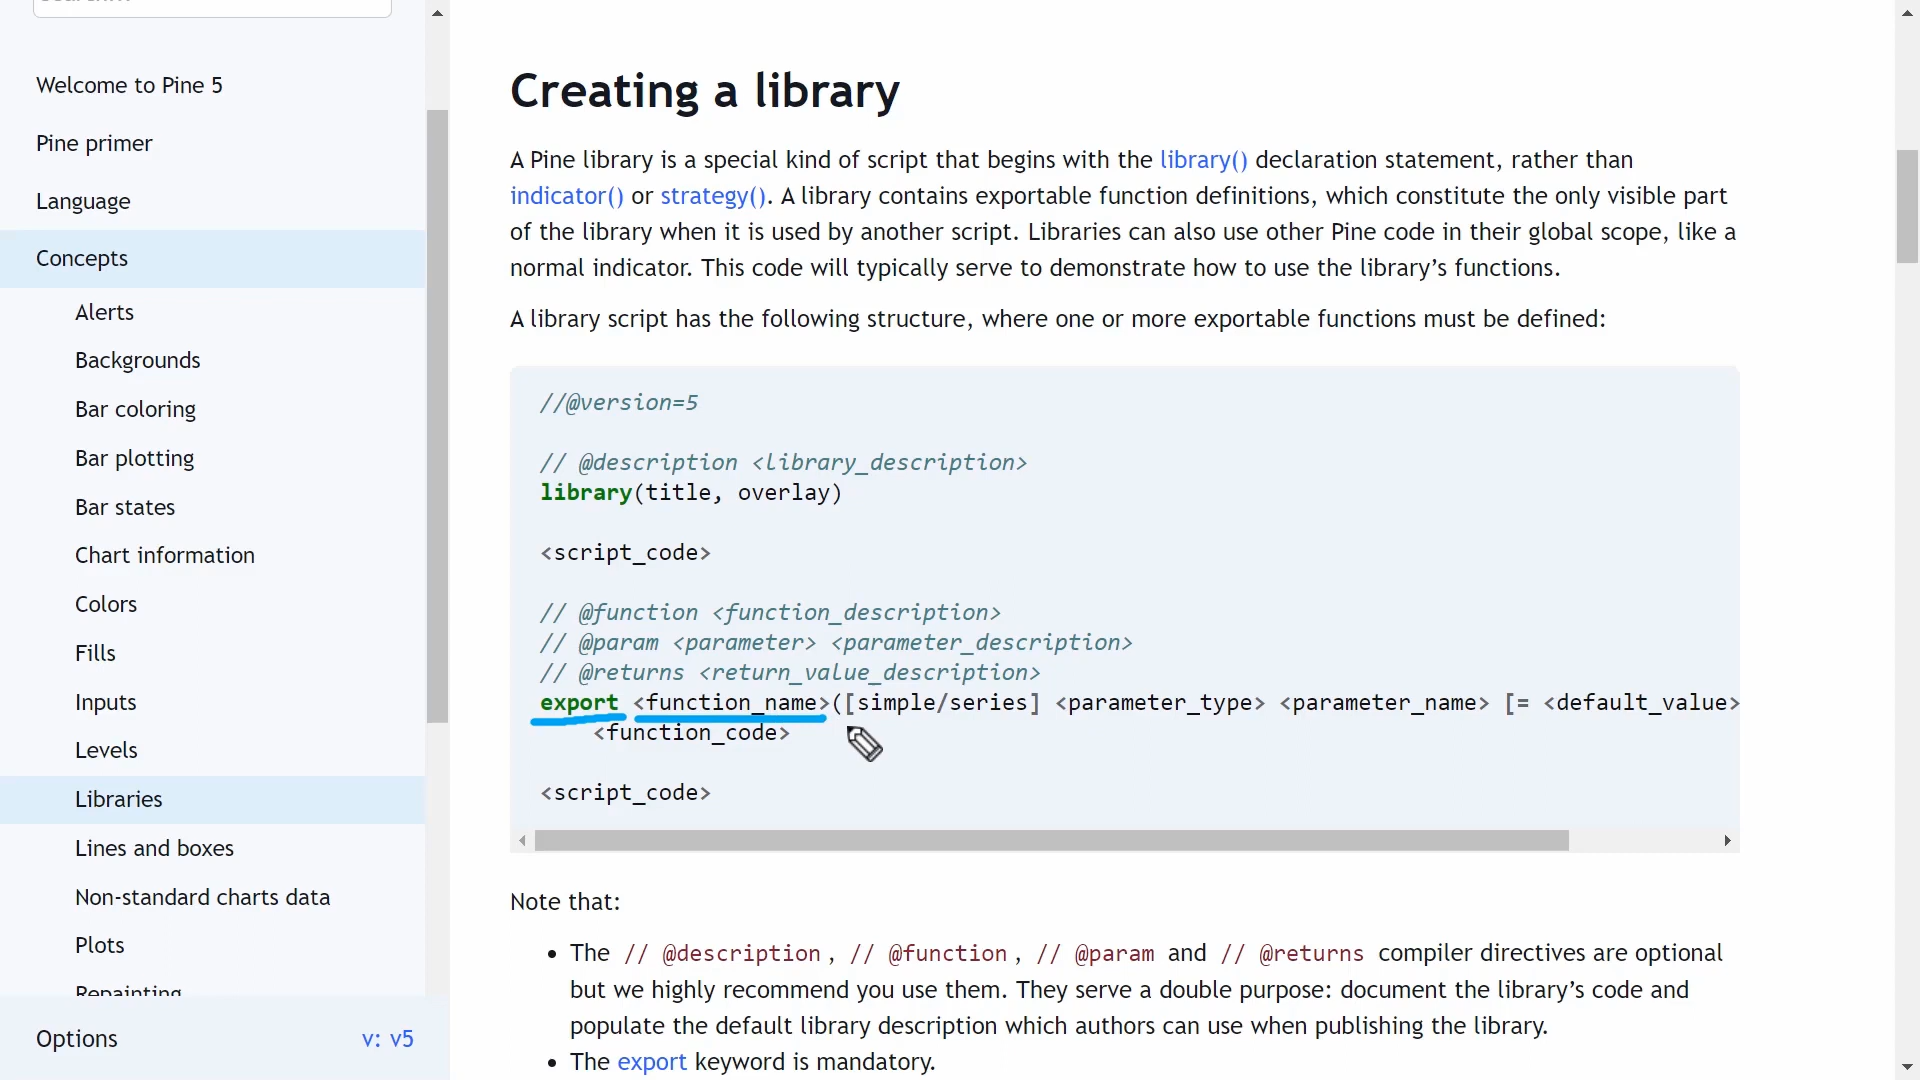 Welcome to Pine 5
Pine primer
Language
Concepts
Alerts
Backgrounds
Bar coloring
Bar plotting
Bar states
Chart information
Colors
Fills
Inputs
Levels
Libraries
Lines and boxes
Non-standard charts data
Plots
Repainting
Options
v: v5
Creating a library
A Pine library is a special kind of script that begins with the library() declaration statement, rather than
indicator() or strategy(). A library contains exportable function definitions, which constitute the only visible part
of the library when it is used by another script. Libraries can also use other Pine code in their global scope, like a
normal indicator. This code will typically serve to demonstrate how to use the library’s functions.
A library script has the following structure, where one or more exportable functions must be defined:
//@version=5
// @description <library_description>
library(title, overlay)
<script_code>
// @function <function_description>
// @param <parameter> <parameter_description>
// @returns <return_value_description>
export <function_name>([simple/series] <parameter_type> <parameter_name> [= <default_value>
<function_code>
<script_code>
Note that:
• The // @description, // @function, // @param and // @returns compiler directives are optional
but we highly recommend you use them. They serve a double purpose: document the library’s code and
populate the default library description which authors can use when publishing the library.
• The export keyword is mandatory.